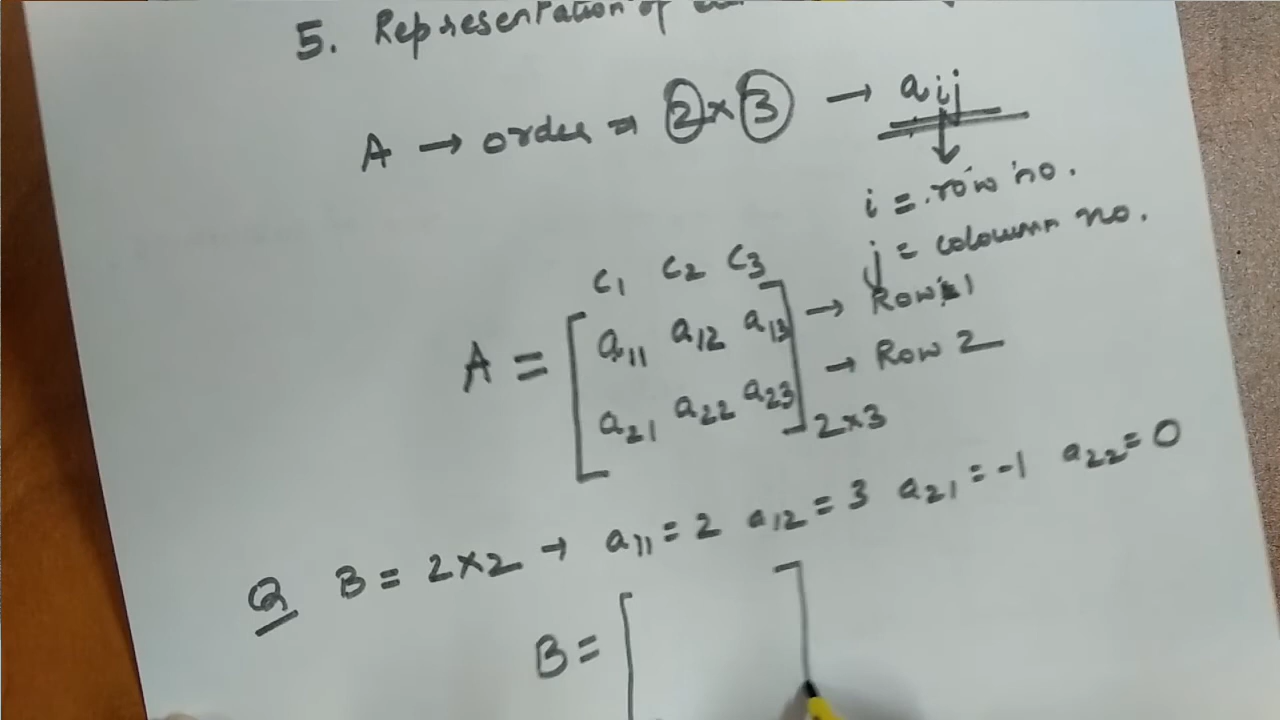 5. Representation of
A → order = 2×3 → aij
i = row no.
j = coloumn no.
c1 c2 c3
A = [ a11 a12 a13 → Row 1
a21 a22 a23 ] 2×3 → Row 2
Q B = 2×2 → a11 = 2 a12 = 3 a21 = -1 a22 = 0
B = [ ]